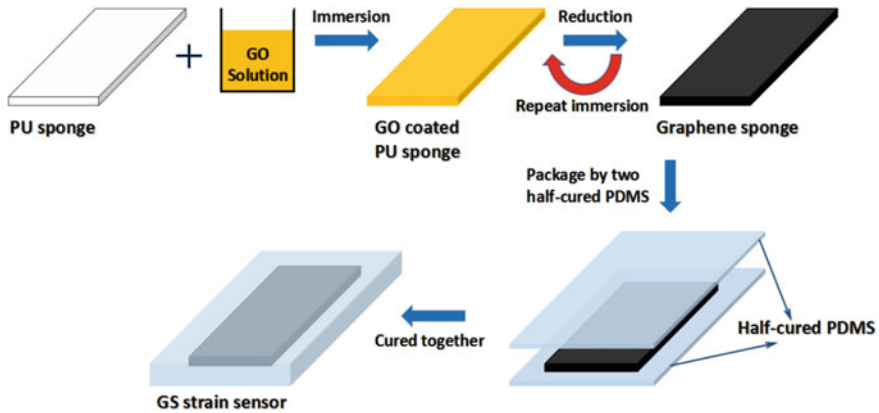 PU sponge
GO
Solution
Immersion
GO coated
PU sponge
Reduction
Repeat immersion
Graphene sponge
Package by two
half-cured PDMS
Half-cured PDMS
Cured together
GS strain sensor